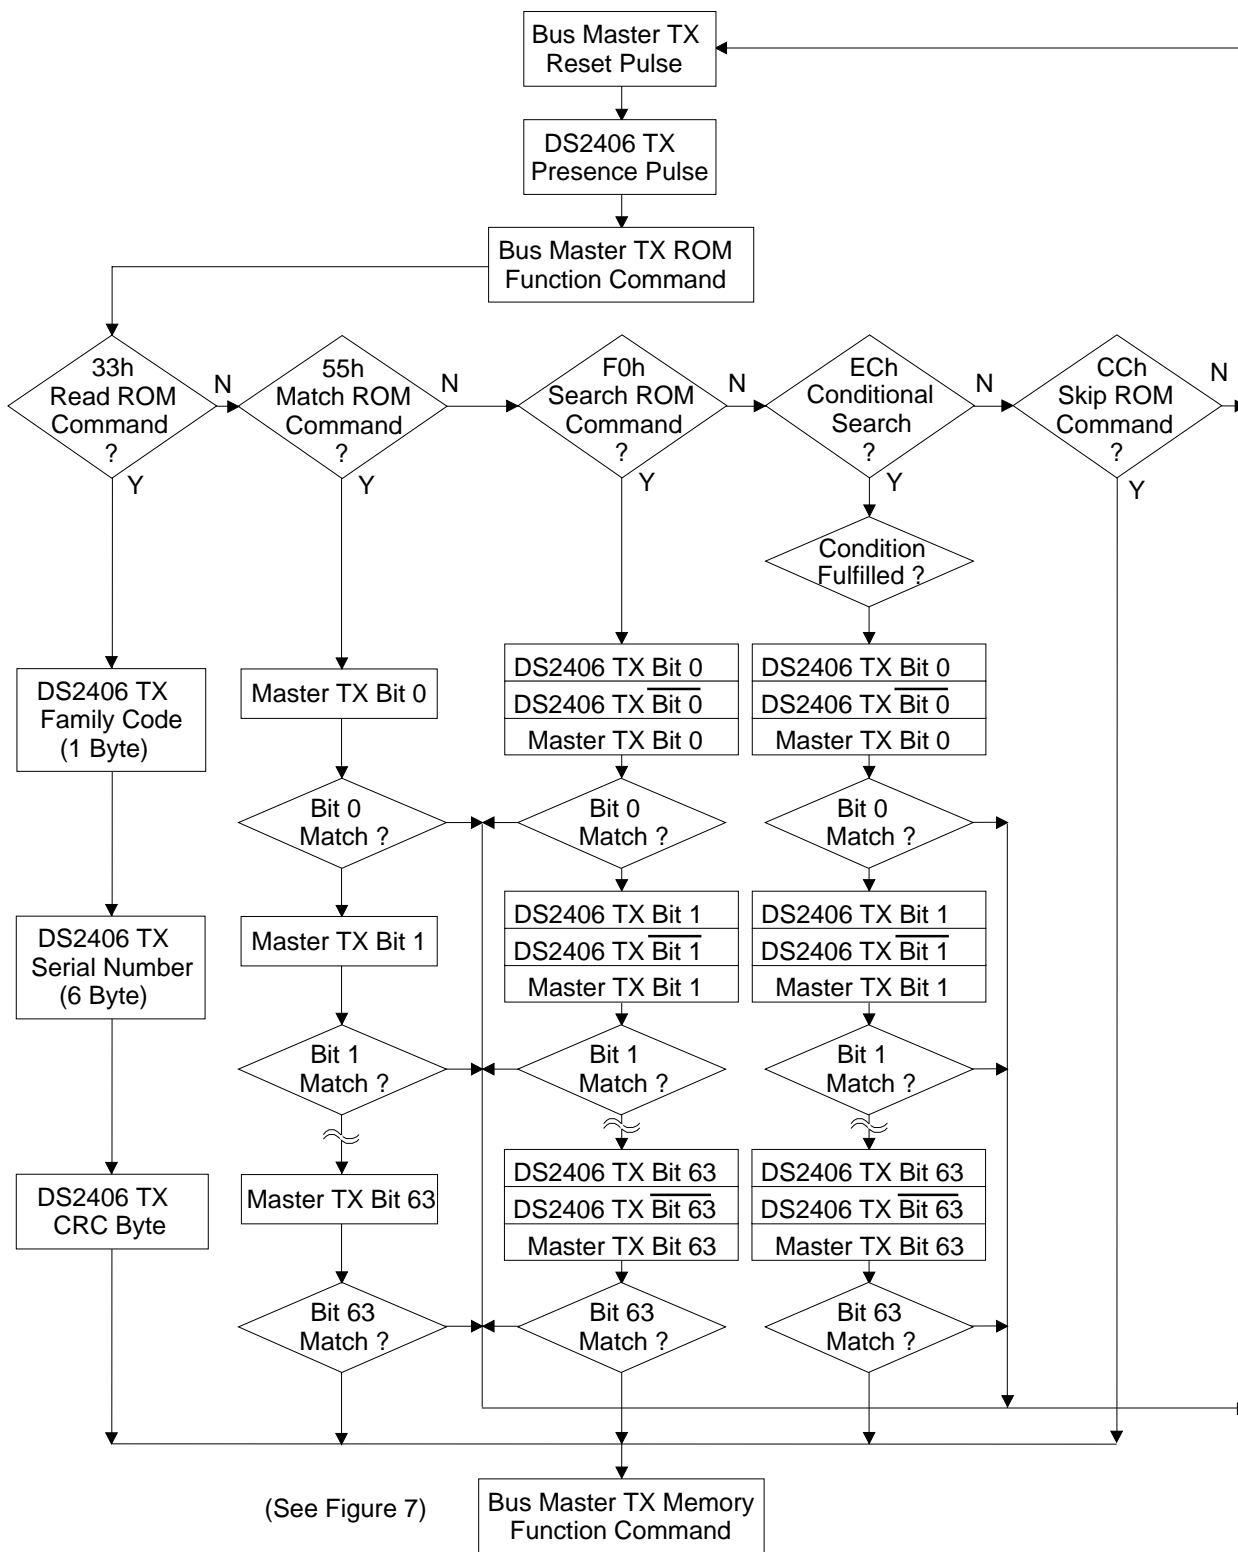 Bus Master TX
Reset Pulse
DS2406 TX
Presence Pulse
Bus Master TX ROM
Function Command
33h
Read ROM
Command
?
N
Y
55h
Match ROM
Command
?
N
Y
F0h
Search ROM
Command
?
N
Y
ECh
Conditional
Search
?
N
Y
CCh
Skip ROM
Command
?
N
Y
Condition
Fulfilled ?
DS2406 TX
Family Code
(1 Byte)
DS2406 TX
Serial Number
(6 Byte)
DS2406 TX
CRC Byte
Master TX Bit 0
Bit 0
Match ?
Master TX Bit 1
Bit 1
Match ?
Master TX Bit 63
Bit 63
Match ?
DS2406 TX Bit 0
DS2406 TX Bit 0
Master TX Bit 0
Bit 0
Match ?
DS2406 TX Bit 1
DS2406 TX Bit 1
Master TX Bit 1
Bit 1
Match ?
DS2406 TX Bit 63
DS2406 TX Bit 63
Master TX Bit 63
Bit 63
Match ?
DS2406 TX Bit 0
DS2406 TX Bit 0
Master TX Bit 0
Bit 0
Match ?
DS2406 TX Bit 1
DS2406 TX Bit 1
Master TX Bit 1
Bit 1
Match ?
DS2406 TX Bit 63
DS2406 TX Bit 63
Master TX Bit 63
Bit 63
Match ?
(See Figure 7)
Bus Master TX Memory
Function Command